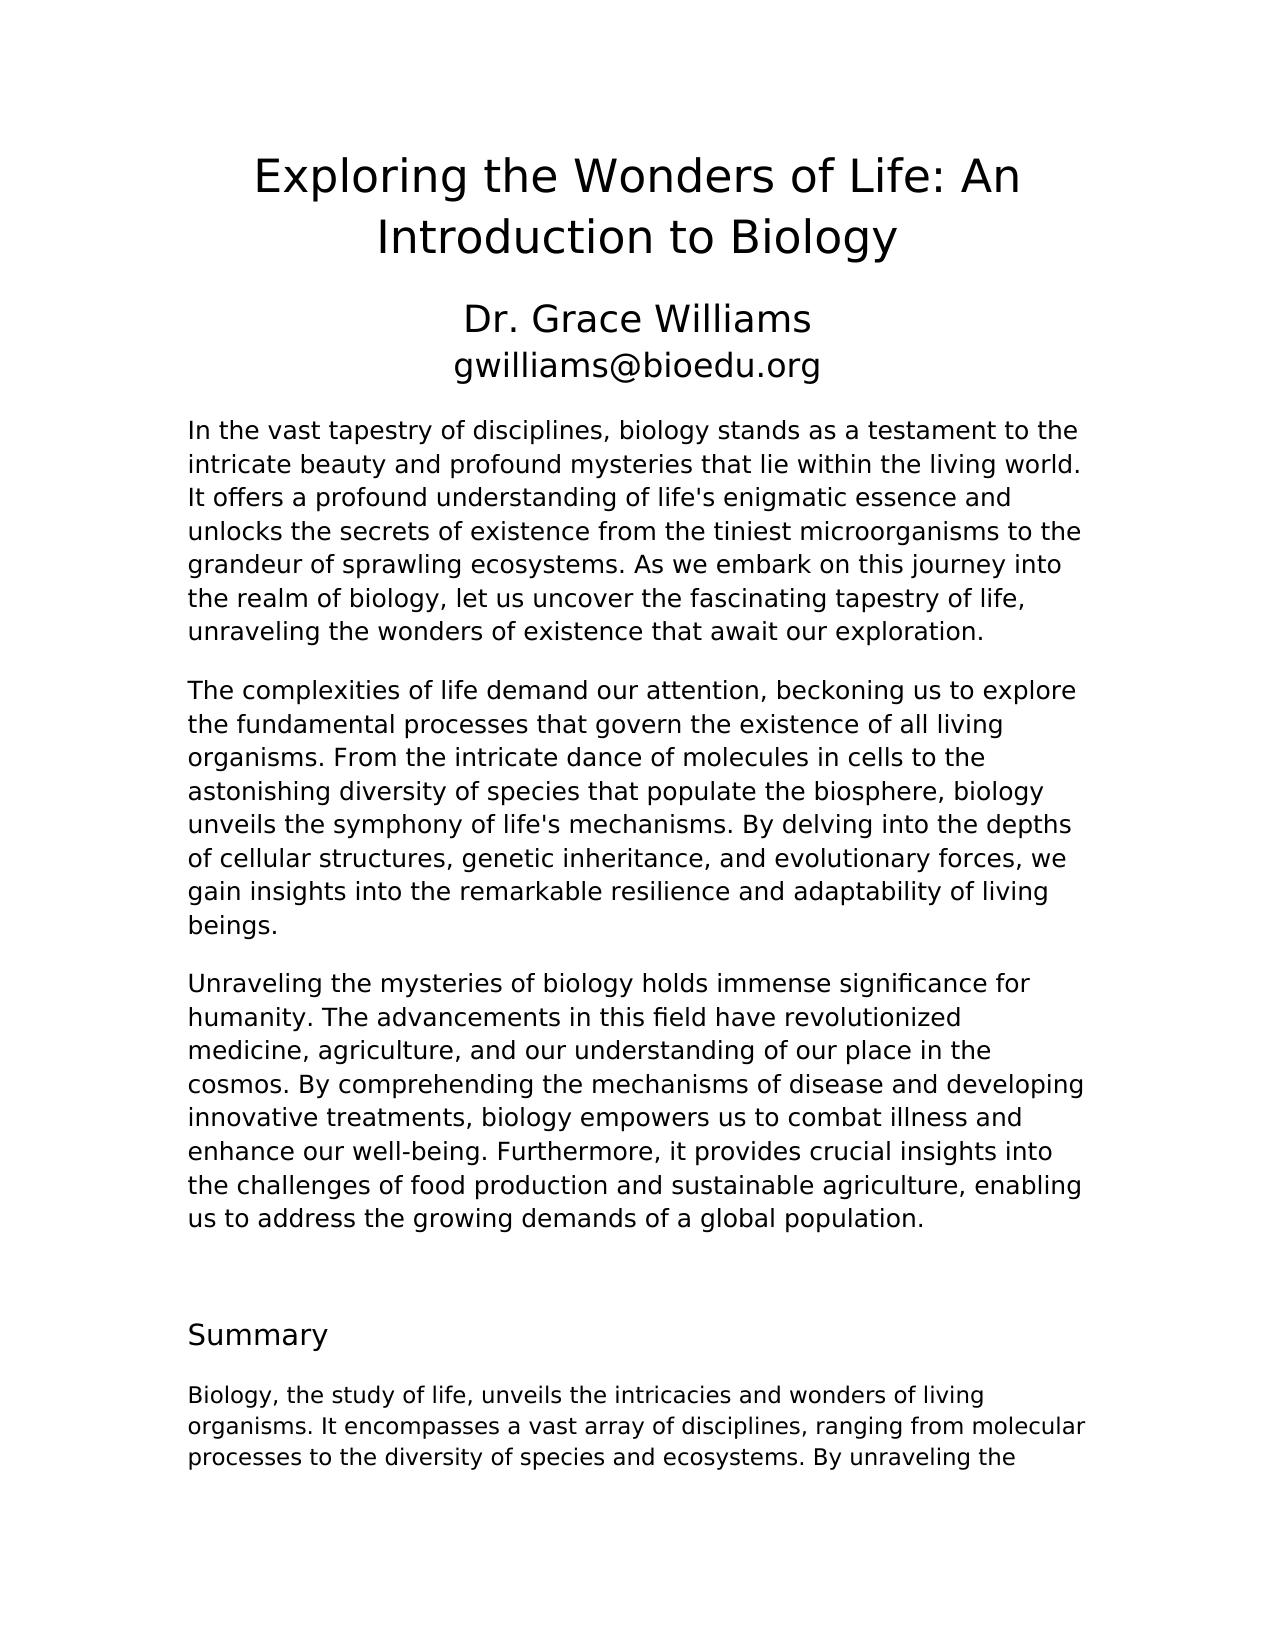 Exploring the Wonders of Life: An
Introduction to Biology
Dr. Grace Williams
gwilliams@bioedu.org
In the vast tapestry of disciplines, biology stands as a testament to the
intricate beauty and profound mysteries that lie within the living world.
It offers a profound understanding of life's enigmatic essence and
unlocks the secrets of existence from the tiniest microorganisms to the
grandeur of sprawling ecosystems. As we embark on this journey into
the realm of biology, let us uncover the fascinating tapestry of life,
unraveling the wonders of existence that await our exploration.
The complexities of life demand our attention, beckoning us to explore
the fundamental processes that govern the existence of all living
organisms. From the intricate dance of molecules in cells to the
astonishing diversity of species that populate the biosphere, biology
unveils the symphony of life's mechanisms. By delving into the depths
of cellular structures, genetic inheritance, and evolutionary forces, we
gain insights into the remarkable resilience and adaptability of living
beings.
Unraveling the mysteries of biology holds immense significance for
humanity. The advancements in this field have revolutionized
medicine, agriculture, and our understanding of our place in the
cosmos. By comprehending the mechanisms of disease and developing
innovative treatments, biology empowers us to combat illness and
enhance our well-being. Furthermore, it provides crucial insights into
the challenges of food production and sustainable agriculture, enabling
us to address the growing demands of a global population.
Summary
Biology, the study of life, unveils the intricacies and wonders of living
organisms. It encompasses a vast array of disciplines, ranging from molecular
processes to the diversity of species and ecosystems. By unraveling the